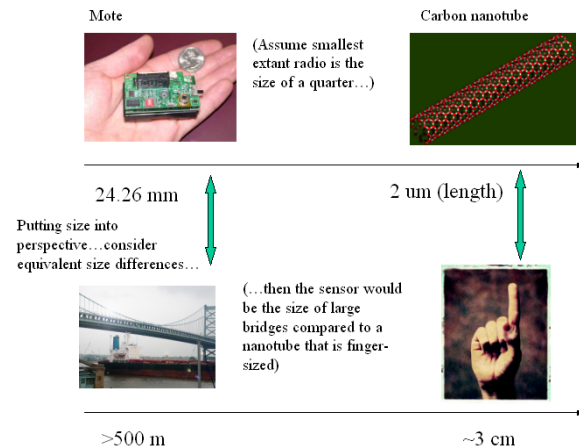 Mote
Carbon nanotube
(Assume smallest
extant radio is the
size of a quarter…)
24.26 mm
2 um (length)
Putting size into
perspective…consider
equivalent size differences…
(…then the sensor would
be the size of large
bridges compared to a
nanotube that is finger-
sized)
>500 m
~3 cm